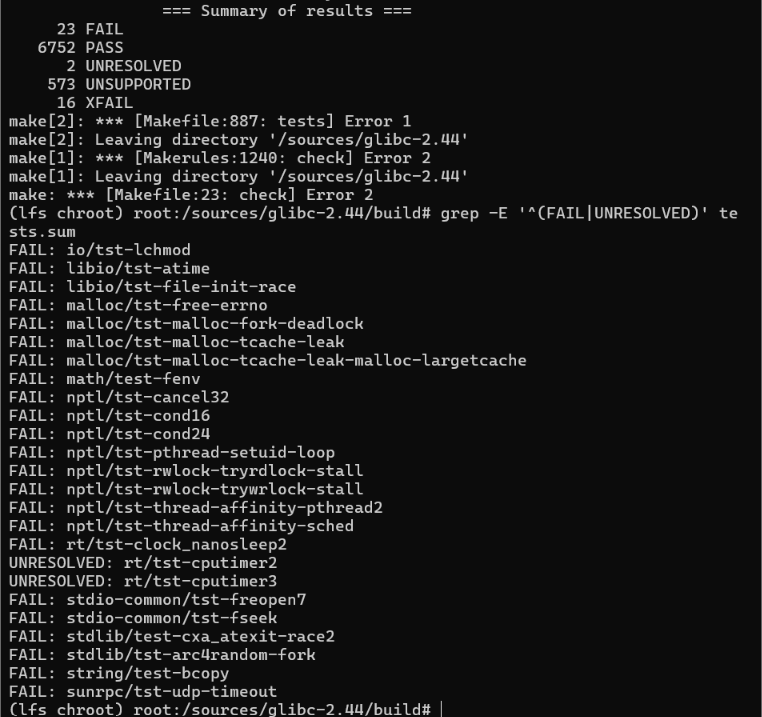 === Summary of results ===
23 FAIL
6752 PASS
2 UNRESOLVED
573 UNSUPPORTED
16 XFAIL
make[2]: *** [Makefile:887: tests] Error 1
make[2]: Leaving directory '/sources/glibc-2.44'
make[1]: *** [Makerules:1240: check] Error 2
make[1]: Leaving directory '/sources/glibc-2.44'
make: *** [Makefile:23: check] Error 2
(lfs chroot) root:/sources/glibc-2.44/build# grep -E '^(FAIL|UNRESOLVED)' te
sts.sum
FAIL: io/tst-lchmod
FAIL: libio/tst-atime
FAIL: libio/tst-file-init-race
FAIL: malloc/tst-free-errno
FAIL: malloc/tst-malloc-fork-deadlock
FAIL: malloc/tst-malloc-tcache-leak
FAIL: malloc/tst-malloc-tcache-leak-malloc-largetcache
FAIL: math/test-fenv
FAIL: nptl/tst-cancel32
FAIL: nptl/tst-cond16
FAIL: nptl/tst-cond24
FAIL: nptl/tst-pthread-setuid-loop
FAIL: nptl/tst-rwlock-tryrdlock-stall
FAIL: nptl/tst-rwlock-trywrlock-stall
FAIL: nptl/tst-thread-affinity-pthread2
FAIL: nptl/tst-thread-affinity-sched
FAIL: rt/tst-clock_nanosleep2
UNRESOLVED: rt/tst-cputimer2
UNRESOLVED: rt/tst-cputimer3
FAIL: stdio-common/tst-freopen7
FAIL: stdio-common/tst-fseek
FAIL: stdlib/test-cxa_atexit-race2
FAIL: stdlib/tst-arc4random-fork
FAIL: string/test-bcopy
FAIL: sunrpc/tst-udp-timeout
(lfs chroot) root:/sources/glibc-2.44/build#